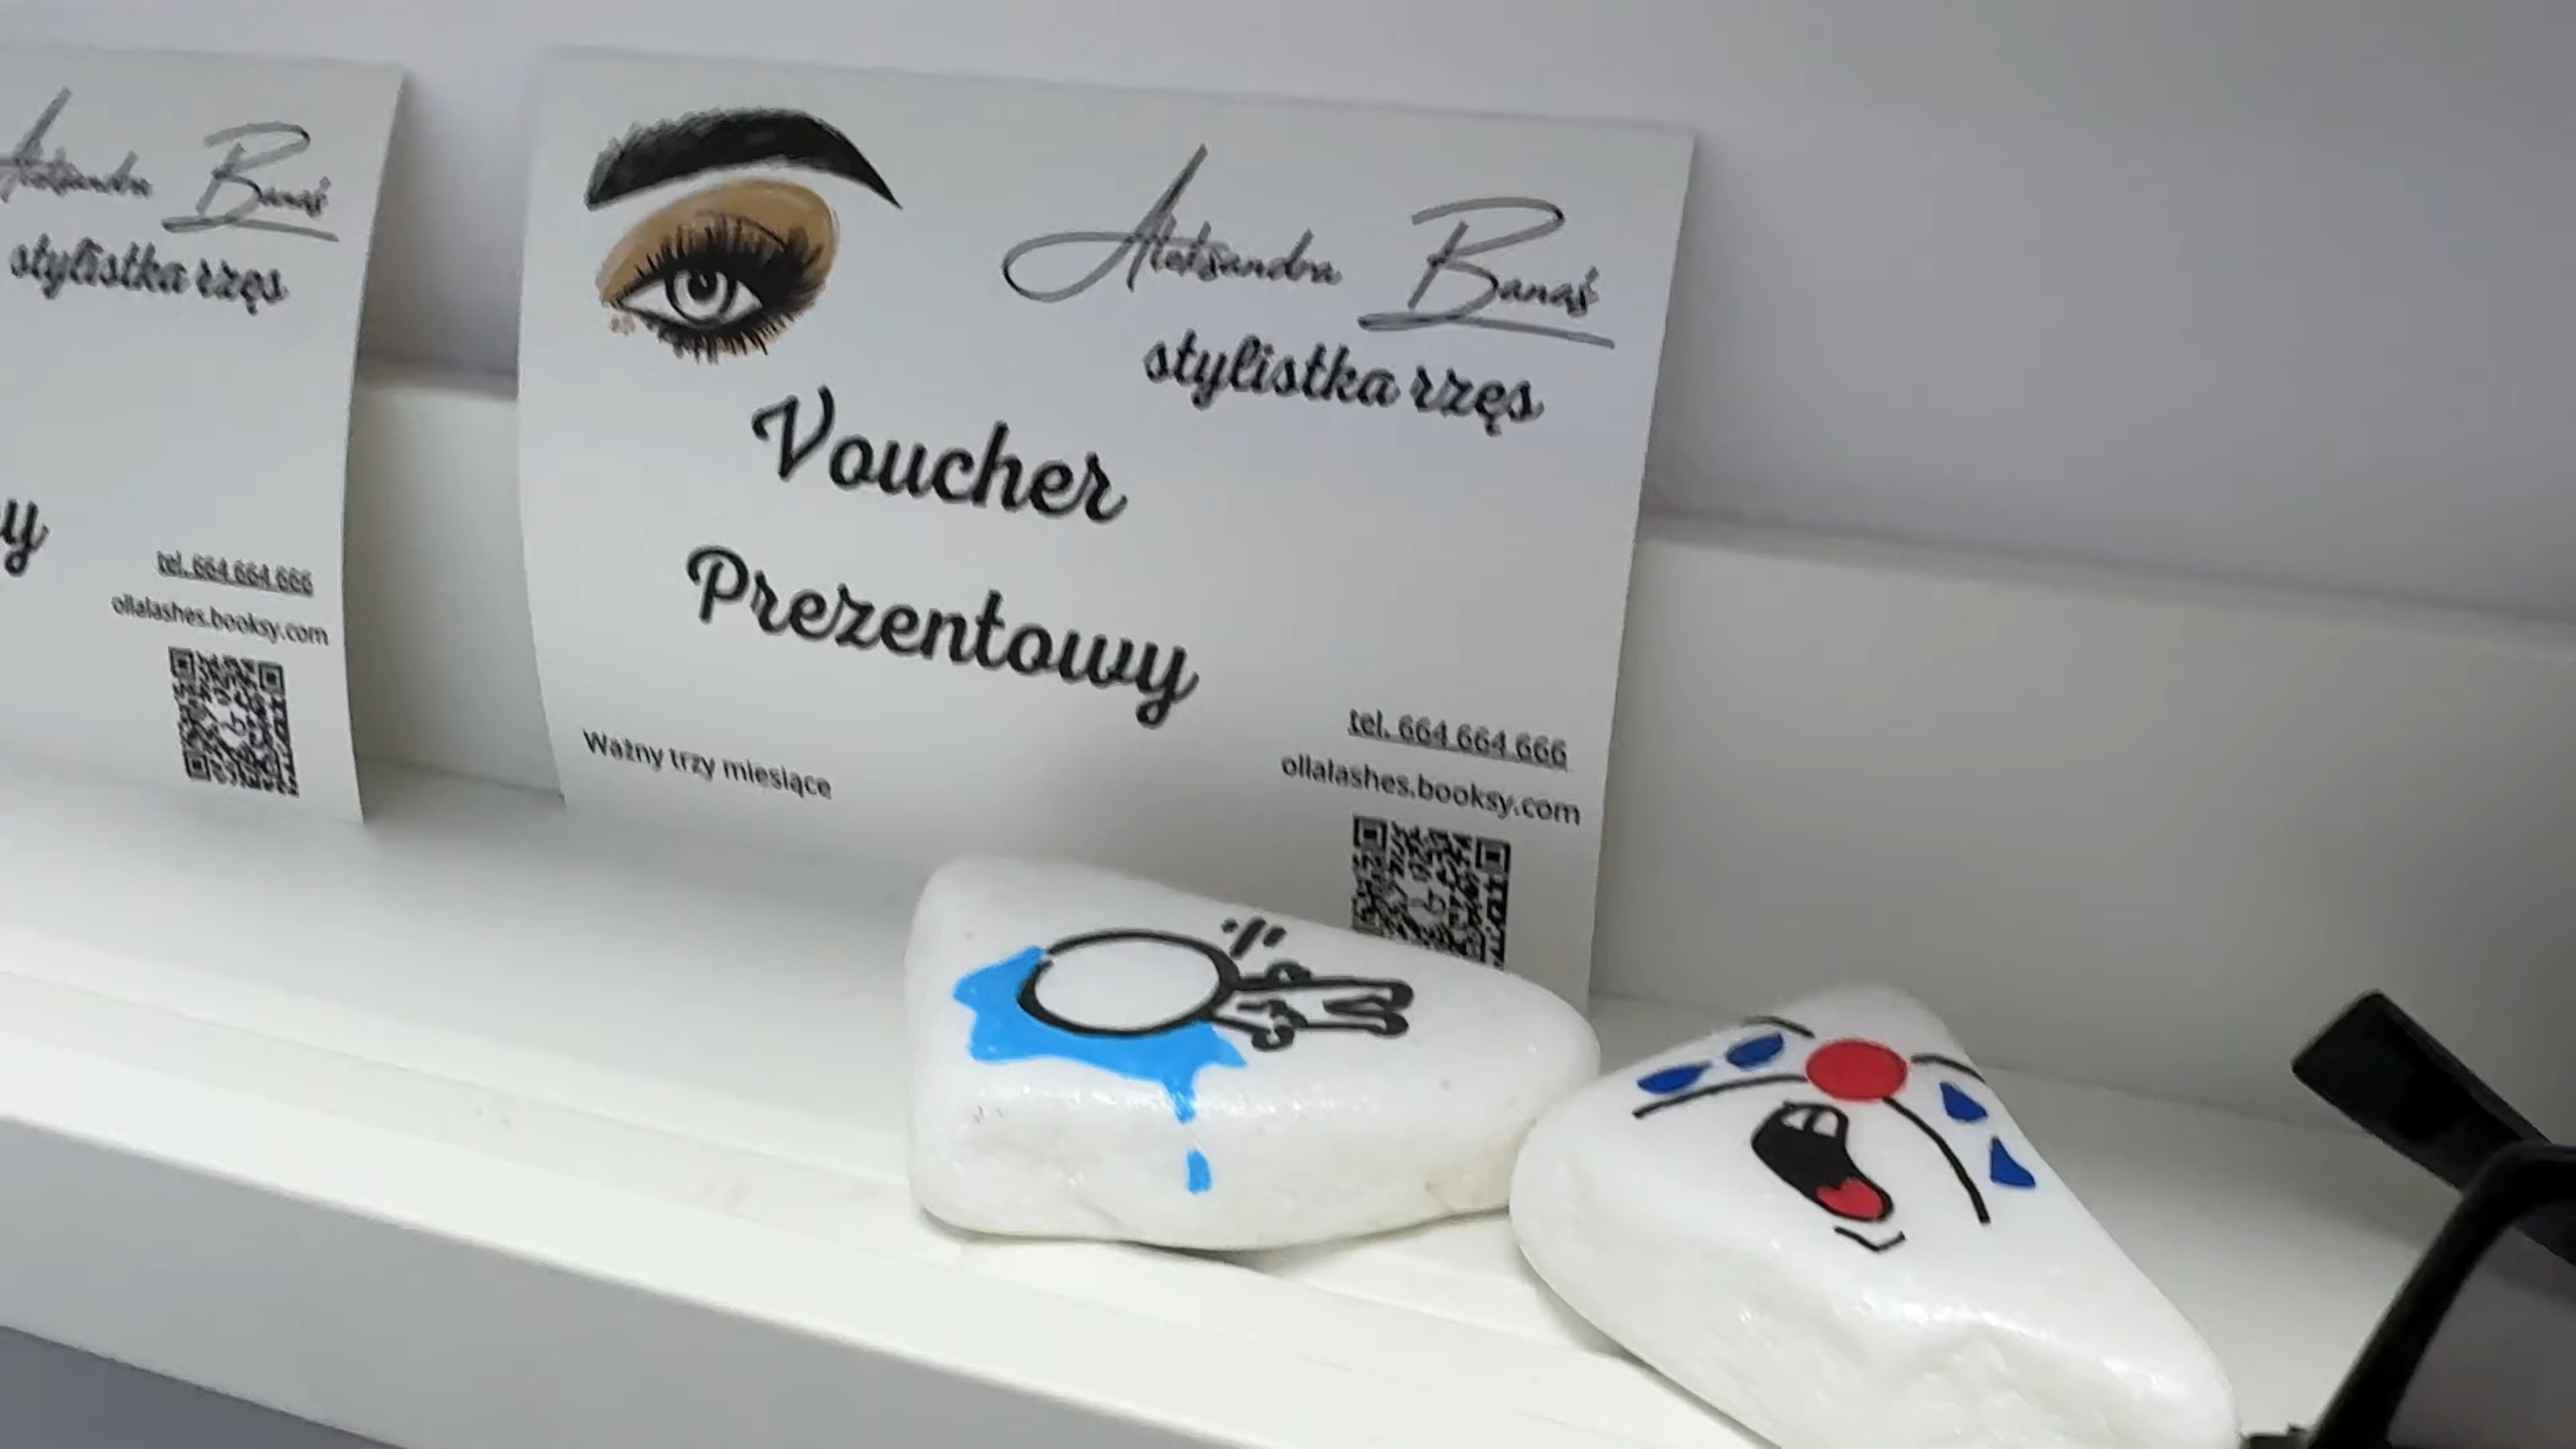 Aleksandra Banaś
stylistka rzęs
y
tel. 664 664 666
ollalashes.booksy.com
Aleksandra Banaś
stylistka rzęs
Voucher
Prezentowy
Ważny trzy miesiące
tel. 664 664 666
ollalashes.booksy.com